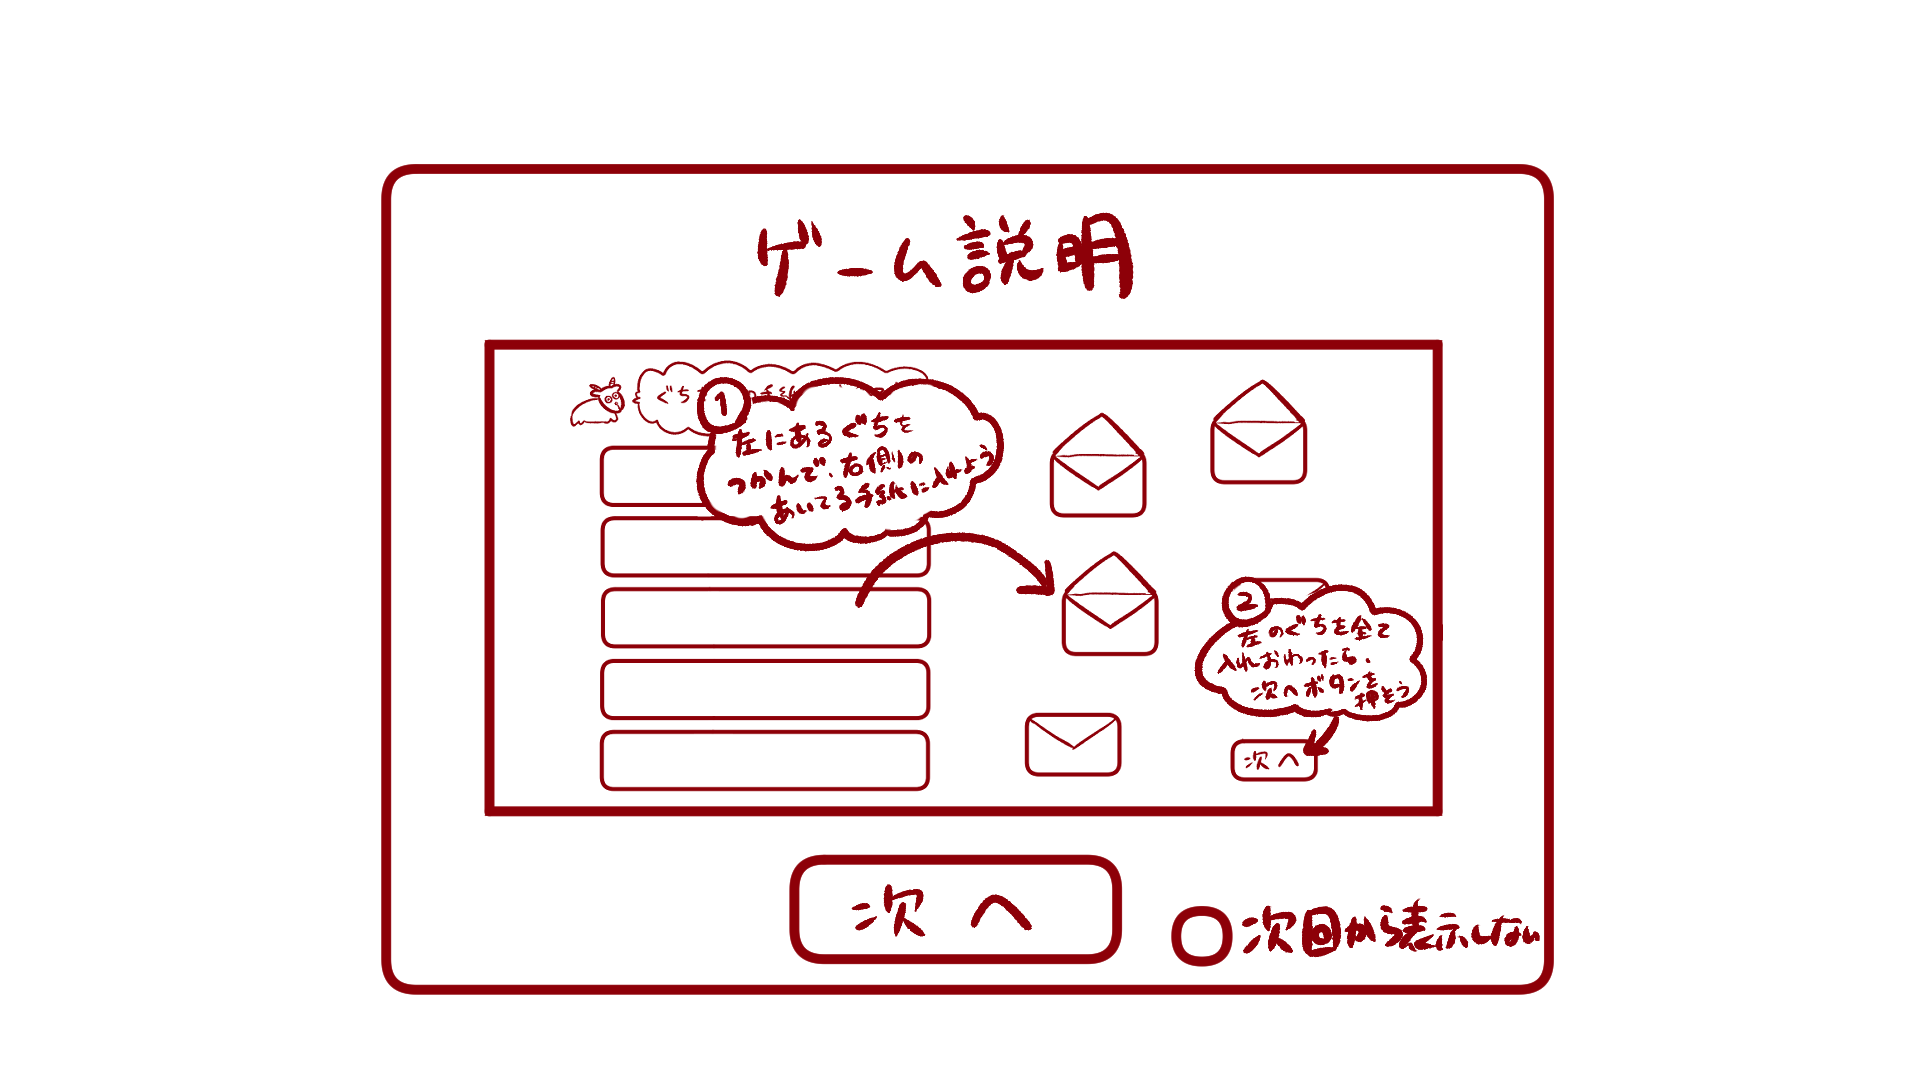 ゲーム説明
ぐち
手紙
1
左にあるぐちを
つかんで、右側の
あいてる手紙に入れよう
2
左のぐちを全て
入れおわったら、
次へボタンを
押そう
次へ
次へ
次回から表示しない